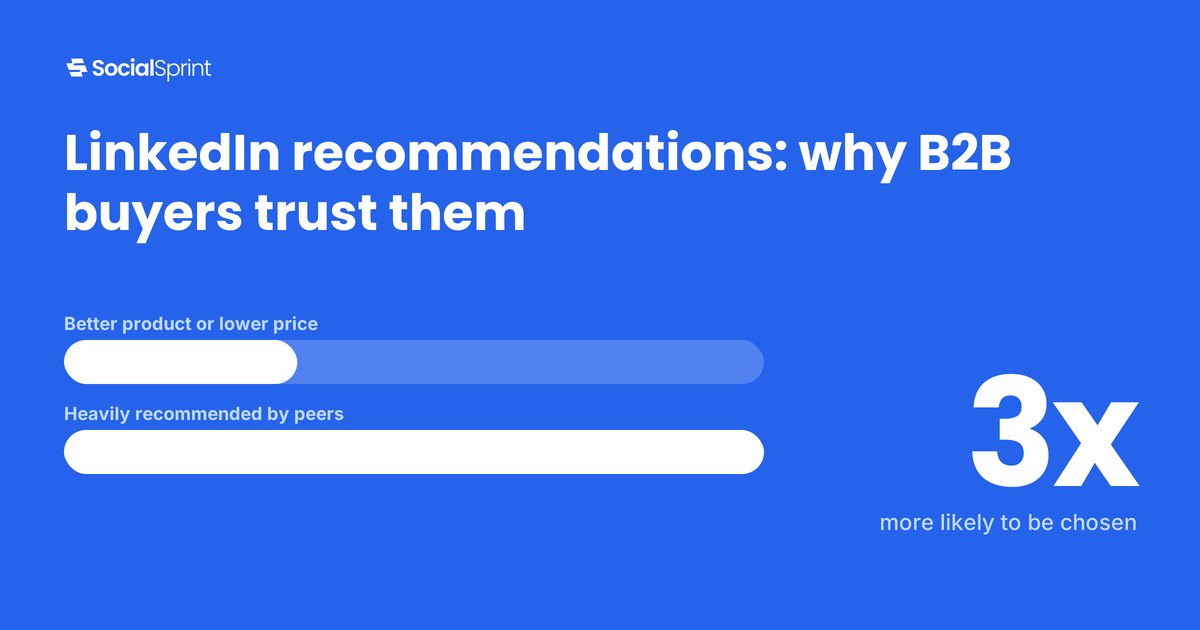 SocialSprint
LinkedIn recommendations: why B2B
buyers trust them
Better product or lower price
Heavily recommended by peers
3x
more likely to be chosen